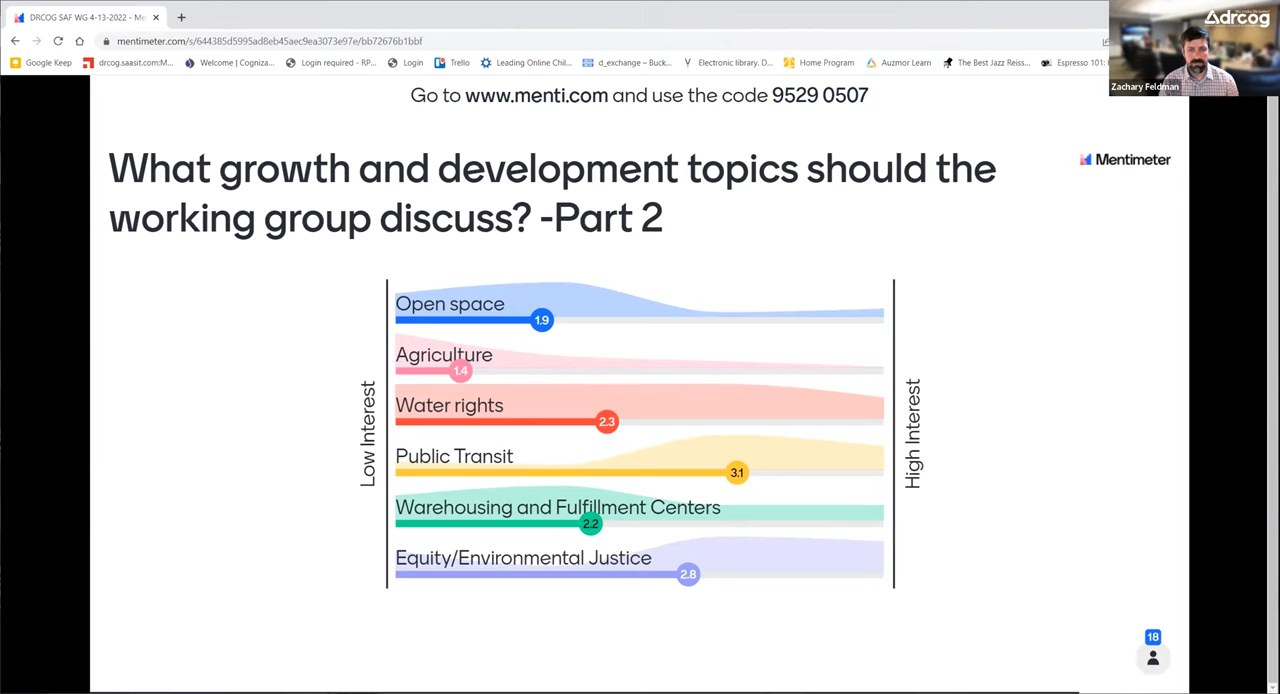 DRCOG SAF WG 4-13-2022 - Me
mentimeter.com/s/644385d5995ad8eb45aec9ea3073e97e/bb72676b1bbf
Google Keep
drcog.saasit.com:M...
Welcome | Cogniza...
Login required - RP...
Login
Trello
Leading Online Chil...
d_exchange – Buck...
Electronic library. D...
Home Program
Auzmor Learn
The Best Jazz Reiss...
Espresso 101:
drcog
Zachary Feldman
Go to www.menti.com and use the code 9529 0507
Mentimeter
What growth and development topics should the
working group discuss? -Part 2
Low Interest
High Interest
Open space
1.9
Agriculture
1.4
Water rights
2.3
Public Transit
3.1
Warehousing and Fulfillment Centers
2.2
Equity/Environmental Justice
2.8
18